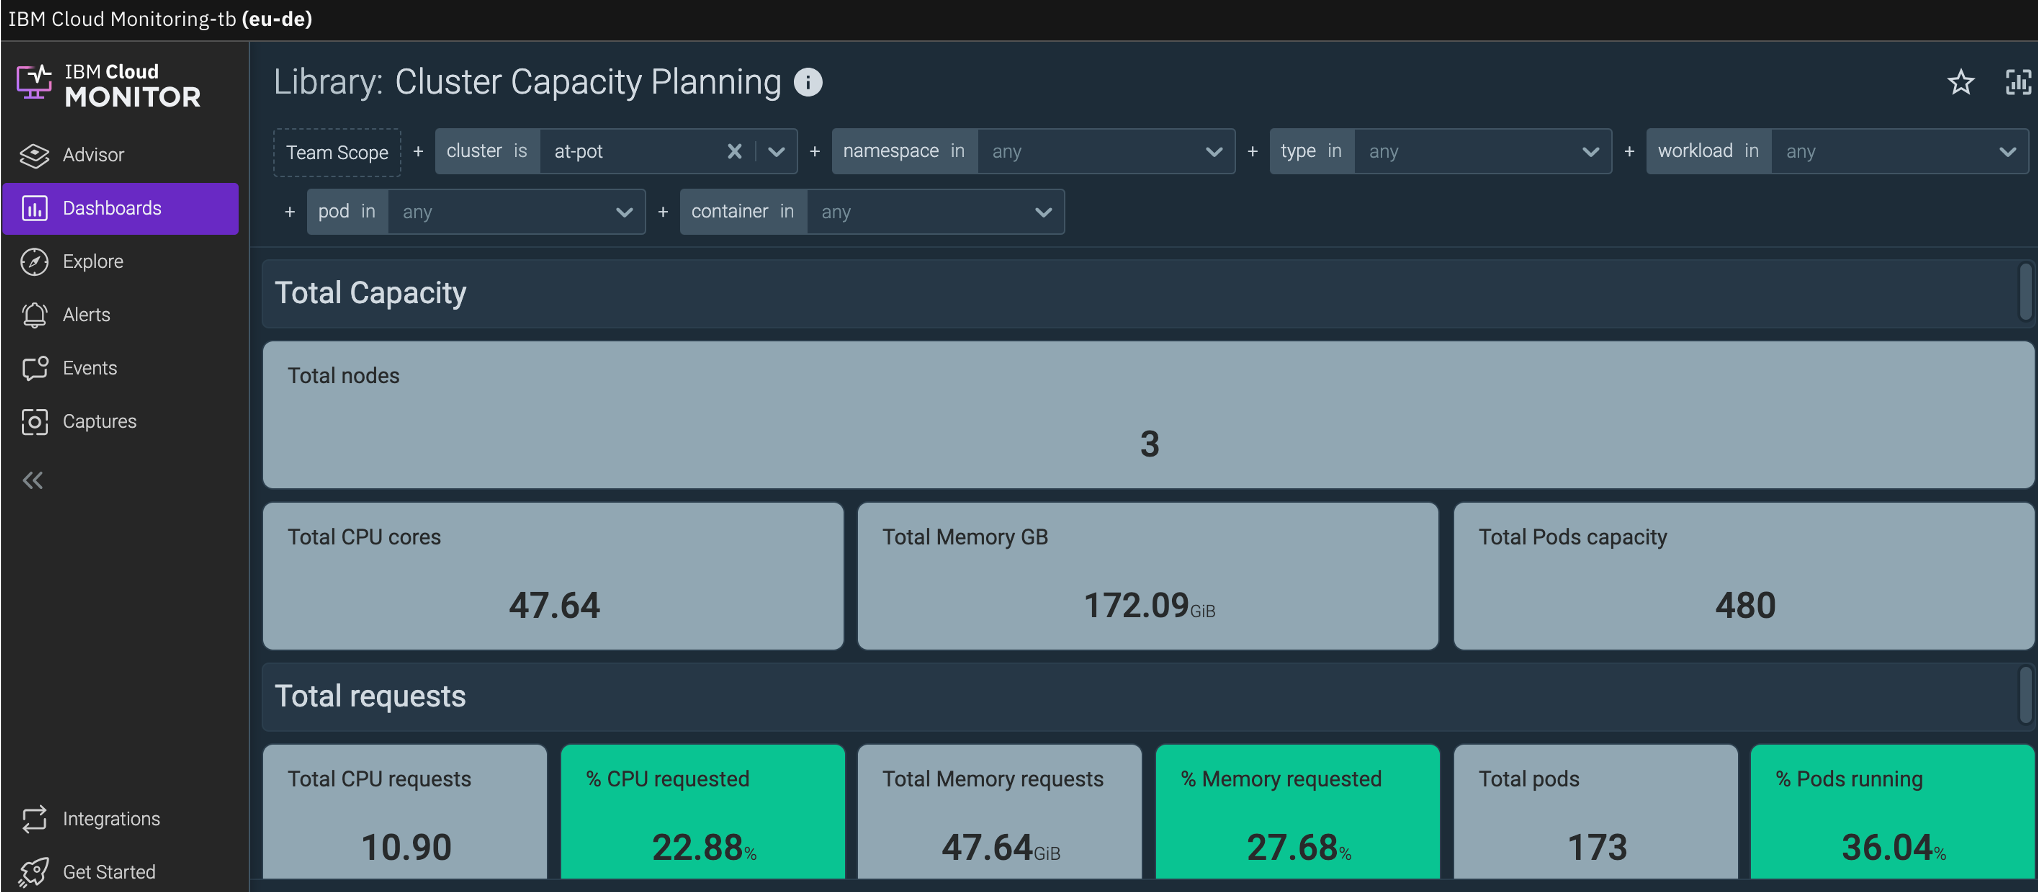 IBM Cloud Monitoring-tb (eu-de)
IBM Cloud
MONITOR
Advisor
Dashboards
Explore
Alerts
Events
Captures
Integrations
Get Started
Library: Cluster Capacity Planning i
Team Scope + cluster is at-pot + namespace in any + type in any + workload in any
+ pod in any + container in any
Total Capacity
Total nodes
3
Total CPU cores
47.64
Total Memory GB
172.09GiB
Total Pods capacity
480
Total requests
Total CPU requests
10.90
% CPU requested
22.88%
Total Memory requests
47.64GiB
% Memory requested
27.68%
Total pods
173
% Pods running
36.04%